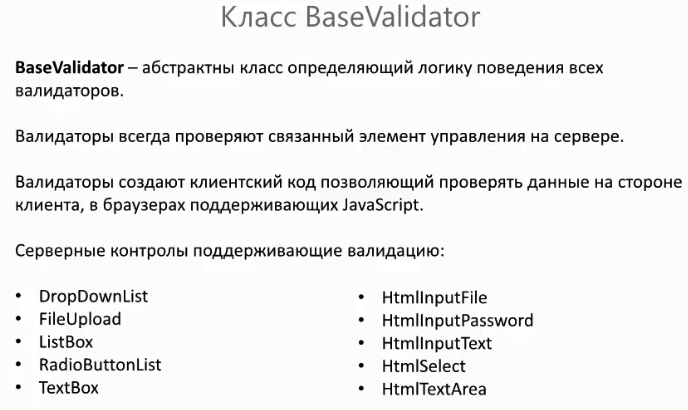 Класс BaseValidator
BaseValidator – абстрактны класс определяющий логику поведения всех
валидаторов.
Валидаторы всегда проверяют связанный элемент управления на сервере.
Валидаторы создают клиентский код позволяющий проверять данные на стороне
клиента, в браузерах поддерживающих JavaScript.
Серверные контролы поддерживающие валидацию:
• DropDownList
• FileUpload
• ListBox
• RadioButtonList
• TextBox
• HtmlInputFile
• HtmlInputPassword
• HtmlInputText
• HtmlSelect
• HtmlTextArea